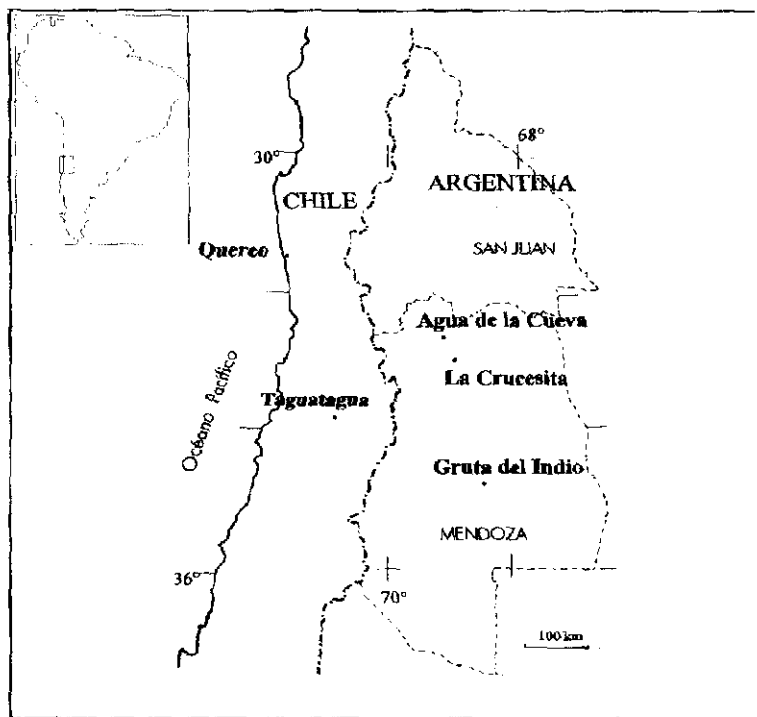 68°
30°
ARGENTINA
CHILE
Quereo
SAN JUAN
Agua de la Cueva
La Crucesita
Océano Pacífico
Taguatagua
Gruta del Indio
MENDOZA
36°
70°
100 km